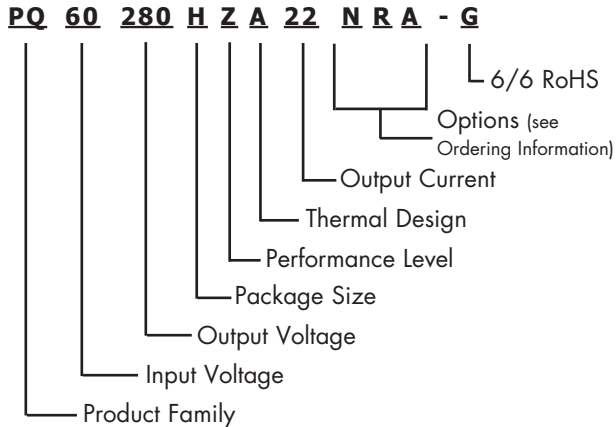 PQ 60 280 H Z A 22 N R A - G
6/6 RoHS
Options (see
Ordering Information)
Output Current
Thermal Design
Performance Level
Package Size
Output Voltage
Input Voltage
Product Family